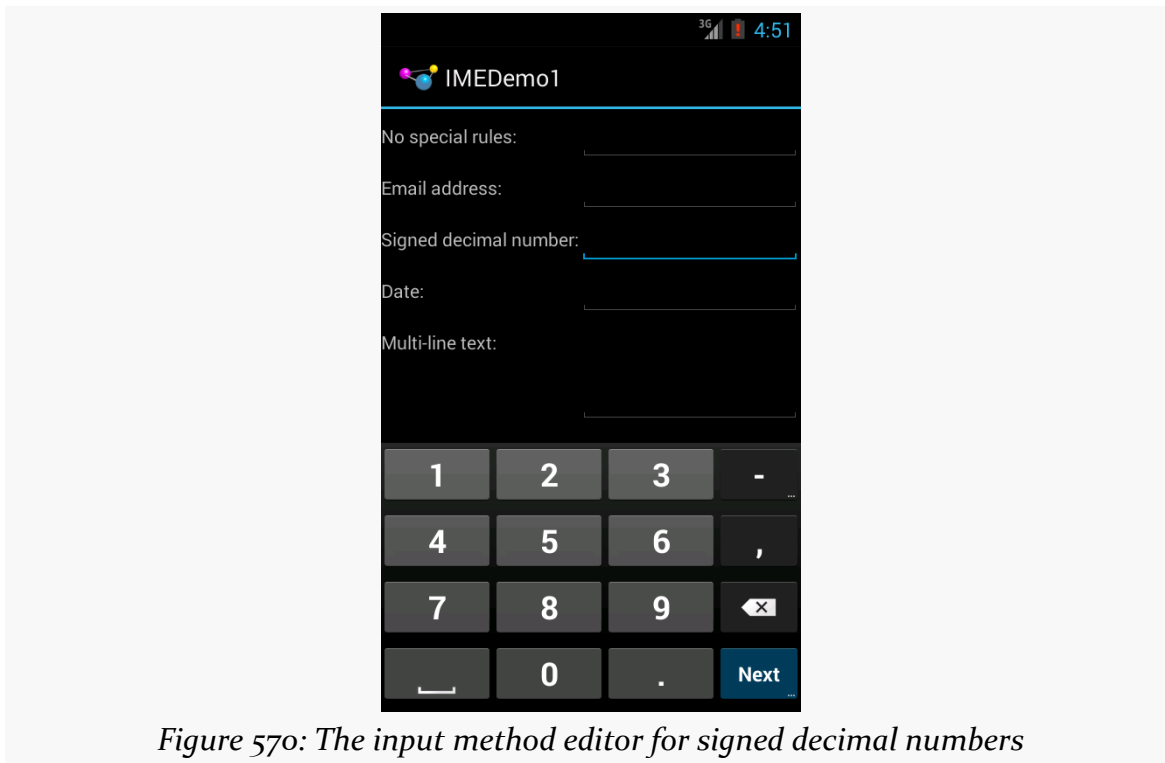 3G 4:51
IMEDemo1
No special rules:
Email address:
Signed decimal number:
Date:
Multi-line text:
1 2 3 -
4 5 6 ,
7 8 9
0 . Next
Figure 570: The input method editor for signed decimal numbers